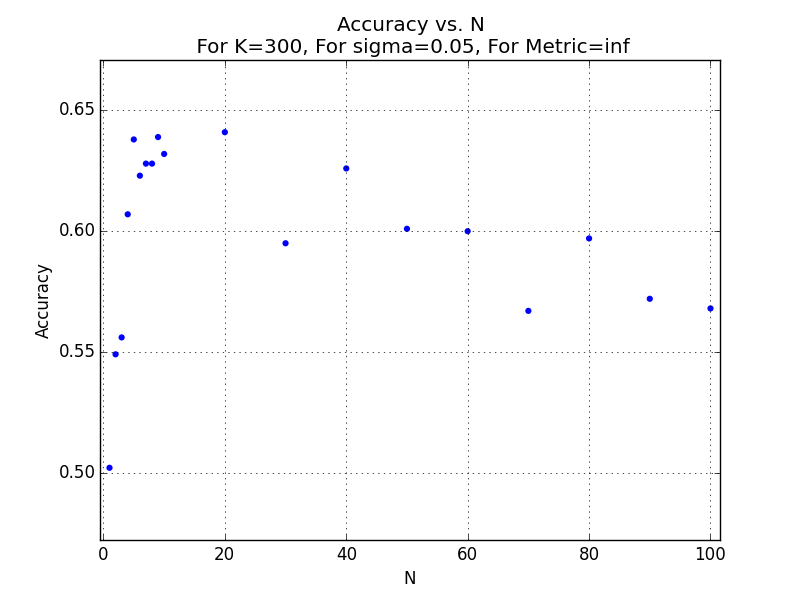 Accuracy vs. N
For K=300, For sigma=0.05, For Metric=inf
0.65
0.60
0.55
0.50
Accuracy
0 20 40 60 80 100
N